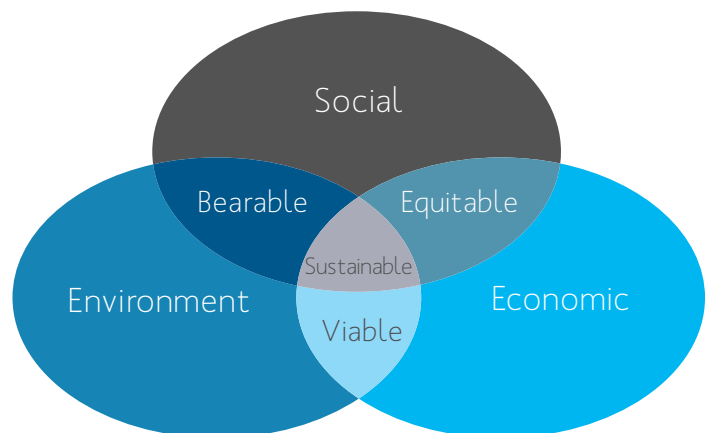 Social
Bearable
Equitable
Sustainable
Environment
Economic
Viable